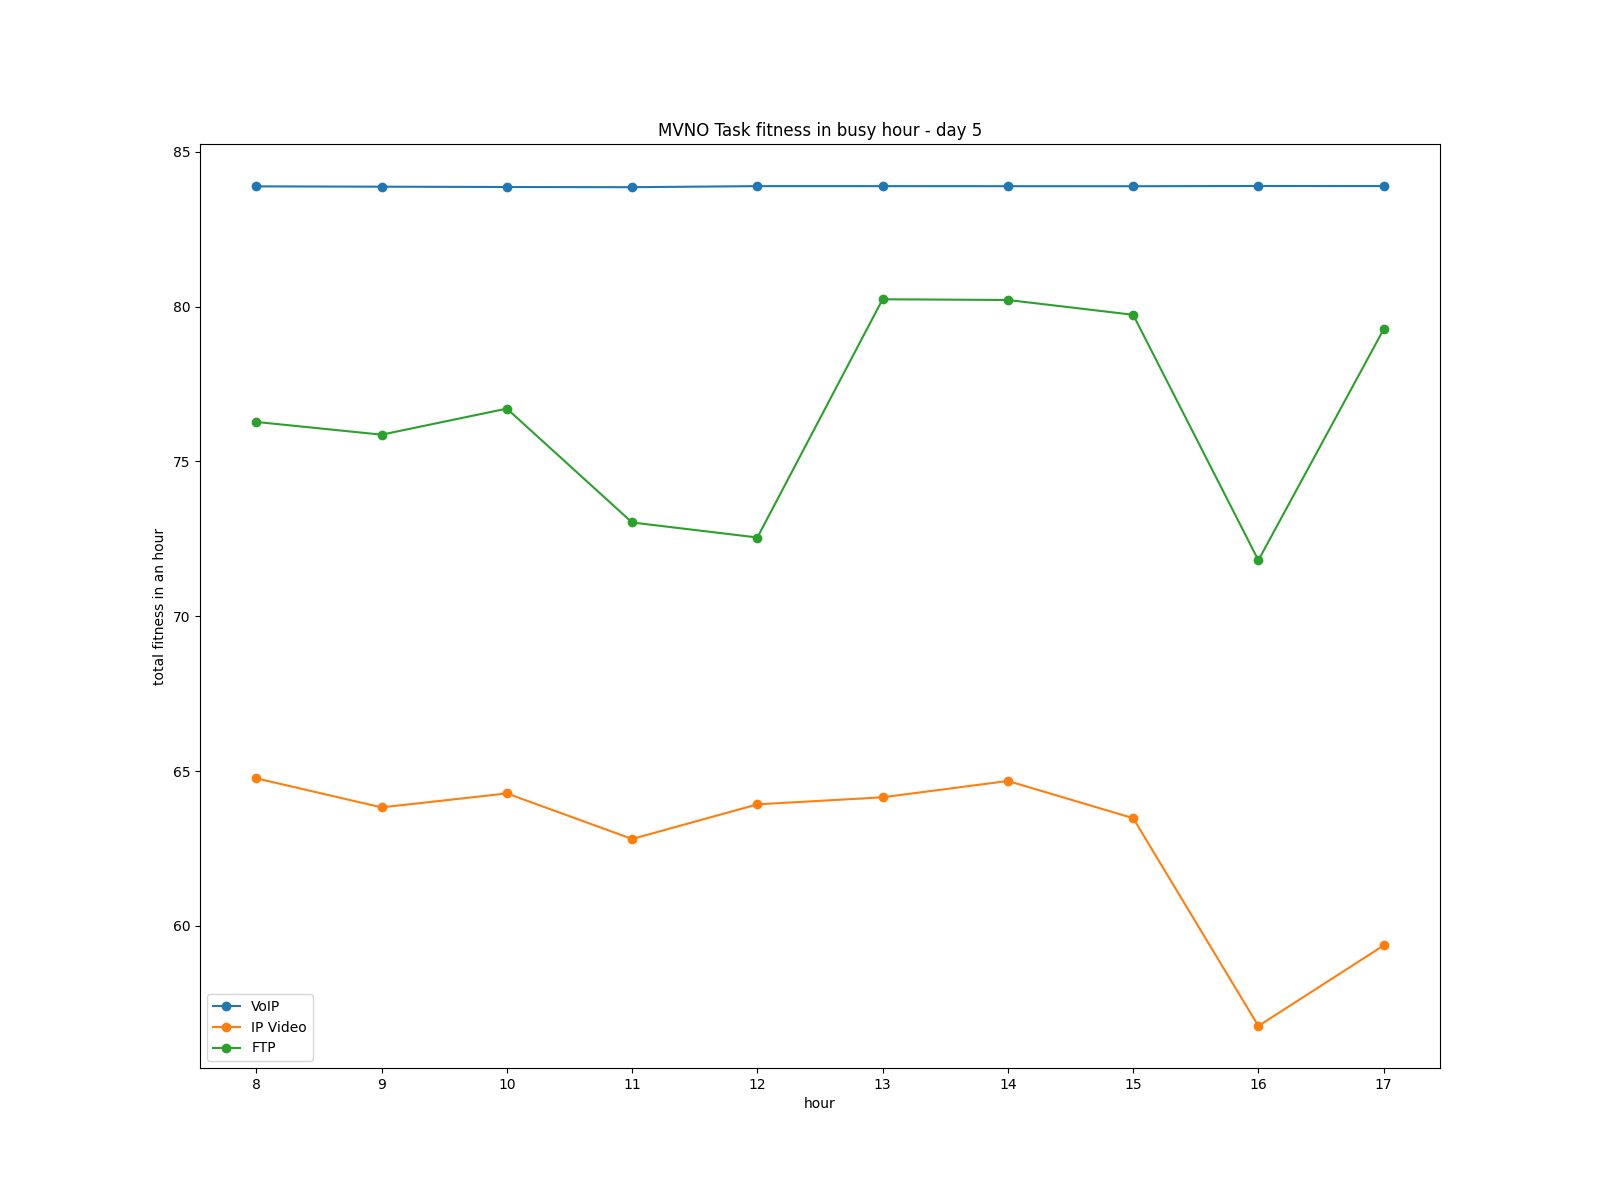 MVNO Task fitness in busy hour - day 5
85
80
75
70
65
60
total fitness in an hour
VoIP
IP Video
FTP
8 9 10 11 12 13 14 15 16 17
hour